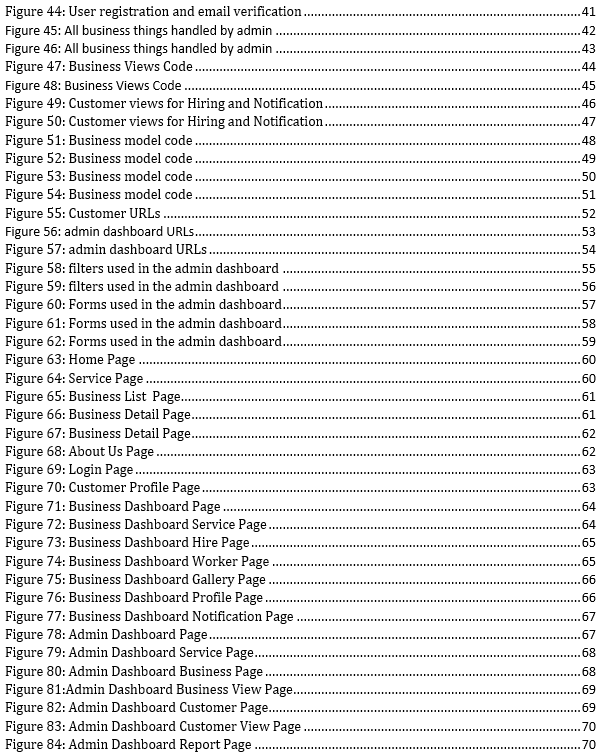 Figure 44: User registration and email verification.....41
Figure 45: All business things handled by admin.....42
Figure 46: All business things handled by admin.....43
Figure 47: Business Views Code.....44
Figure 48: Business Views Code.....45
Figure 49: Customer views for Hiring and Notification.....46
Figure 50: Customer views for Hiring and Notification.....47
Figure 51: Business model code.....48
Figure 52: Business model code.....49
Figure 53: Business model code.....50
Figure 54: Business model code.....51
Figure 55: Customer URLs.....52
Figure 56: admin dashboard URLs.....53
Figure 57: admin dashboard URLs.....54
Figure 58: filters used in the admin dashboard.....55
Figure 59: filters used in the admin dashboard.....56
Figure 60: Forms used in the admin dashboard.....57
Figure 61: Forms used in the admin dashboard.....58
Figure 62: Forms used in the admin dashboard.....59
Figure 63: Home Page.....60
Figure 64: Service Page.....60
Figure 65: Business List  Page.....61
Figure 66: Business Detail Page.....61
Figure 67: Business Detail Page.....62
Figure 68: About Us Page.....62
Figure 69: Login Page.....63
Figure 70: Customer Profile Page.....63
Figure 71: Business Dashboard Page.....64
Figure 72: Business Dashboard Service Page.....64
Figure 73: Business Dashboard Hire Page.....65
Figure 74: Business Dashboard Worker Page.....65
Figure 75: Business Dashboard Gallery Page.....66
Figure 76: Business Dashboard Profile Page.....66
Figure 77: Business Dashboard Notification Page.....67
Figure 78: Admin Dashboard Page.....67
Figure 79: Admin Dashboard Service Page.....68
Figure 80: Admin Dashboard Business Page.....68
Figure 81:Admin Dashboard Business View Page.....69
Figure 82: Admin Dashboard Customer Page.....69
Figure 83: Admin Dashboard Customer View Page.....70
Figure 84: Admin Dashboard Report Page.....70